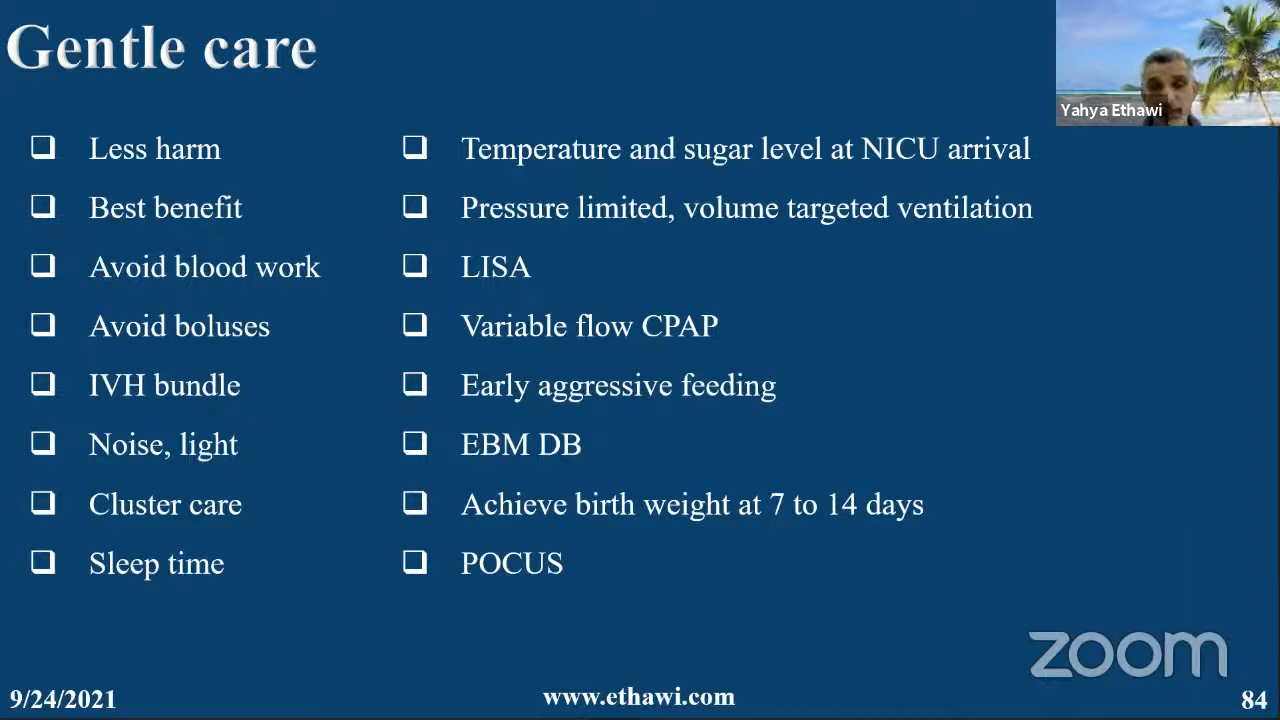 Gentle care
Yahya Ethawi
❑ Less harm
❑ Best benefit
❑ Avoid blood work
❑ Avoid boluses
❑ IVH bundle
❑ Noise, light
❑ Cluster care
❑ Sleep time
❑ Temperature and sugar level at NICU arrival
❑ Pressure limited, volume targeted ventilation
❑ LISA
❑ Variable flow CPAP
❑ Early aggressive feeding
❑ EBM DB
❑ Achieve birth weight at 7 to 14 days
❑ POCUS
zoom
9/24/2021
www.ethawi.com
84